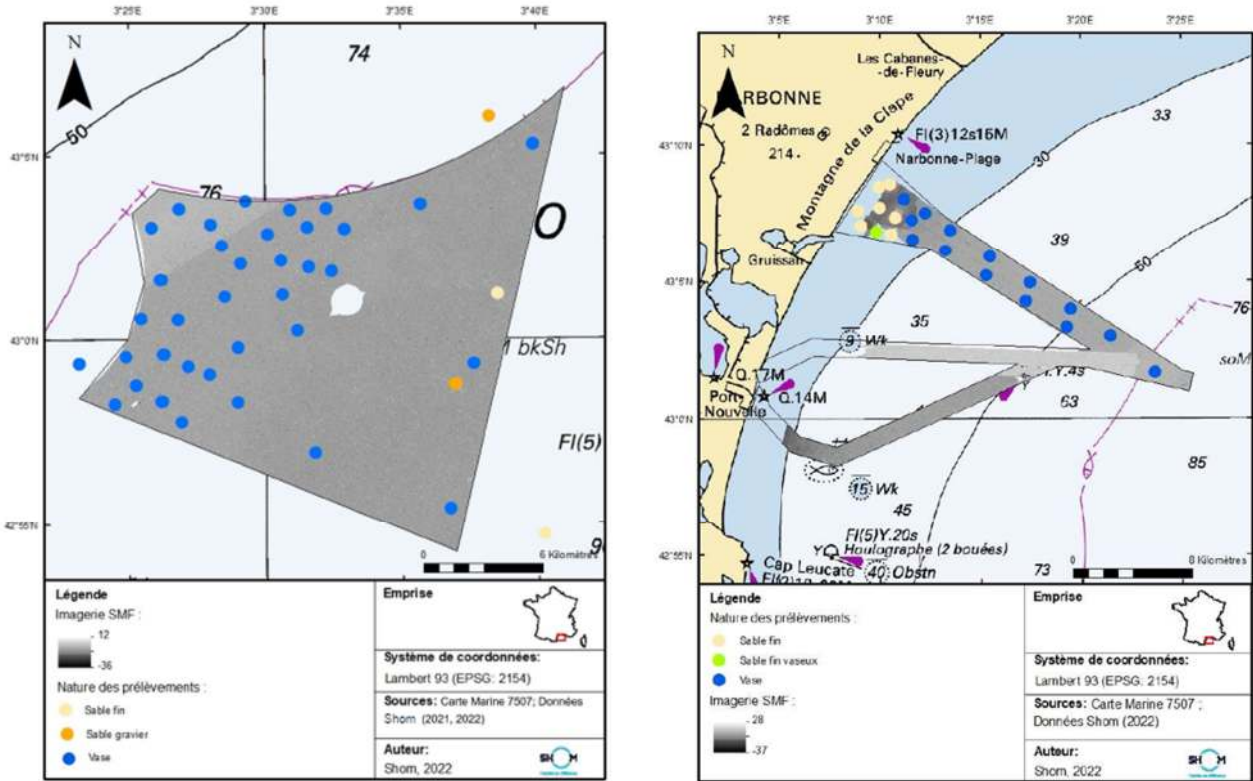 3°25'E 3°30'E 3°35'E 3°40'E
N
74
50
43°5'N
76
O
43°0'N
bkSh
Fl(5)
42°55'N
0 6 Kilomètres
Légende
Imagerie SMF :
12
-36
Nature des prélèvements :
Sable fin
Sable gravier
Vase
Emprise
Système de coordonnées:
Lambert 93 (EPSG: 2154)
Sources: Carte Marine 7507; Données
Shom (2021, 2022)
Auteur:
Shom, 2022
SHOM
3°5'E 3°10'E 3°15'E 3°20'E 3°25'E
N
Les Cabanes-
-de-Fleury
33
2 Radômes
214
Montagne de la Clape
Fl(3)12s16M
43°10'N
Narbonne-Plage
30
39
50
Gruissan
43°5'N
76
35
9 Wk
soM
Q.17M
Port-
Nouvelle
Q.14M
63
43°0'N
85
15 Wk
45
Fl(5)Y.20s
Houlographe (2 bouées)
42°55'N
Cap Leucate
40 Obstn
73
0 8 Kilomètres
Légende
Nature des prélèvements :
Sable fin
Sable fin vaseux
Vase
Imagerie SMF :
28
-37
Emprise
Système de coordonnées:
Lambert 93 (EPSG: 2154)
Sources: Carte Marine 7507 ;
Données Shom (2022)
Auteur:
Shom, 2022
SHOM